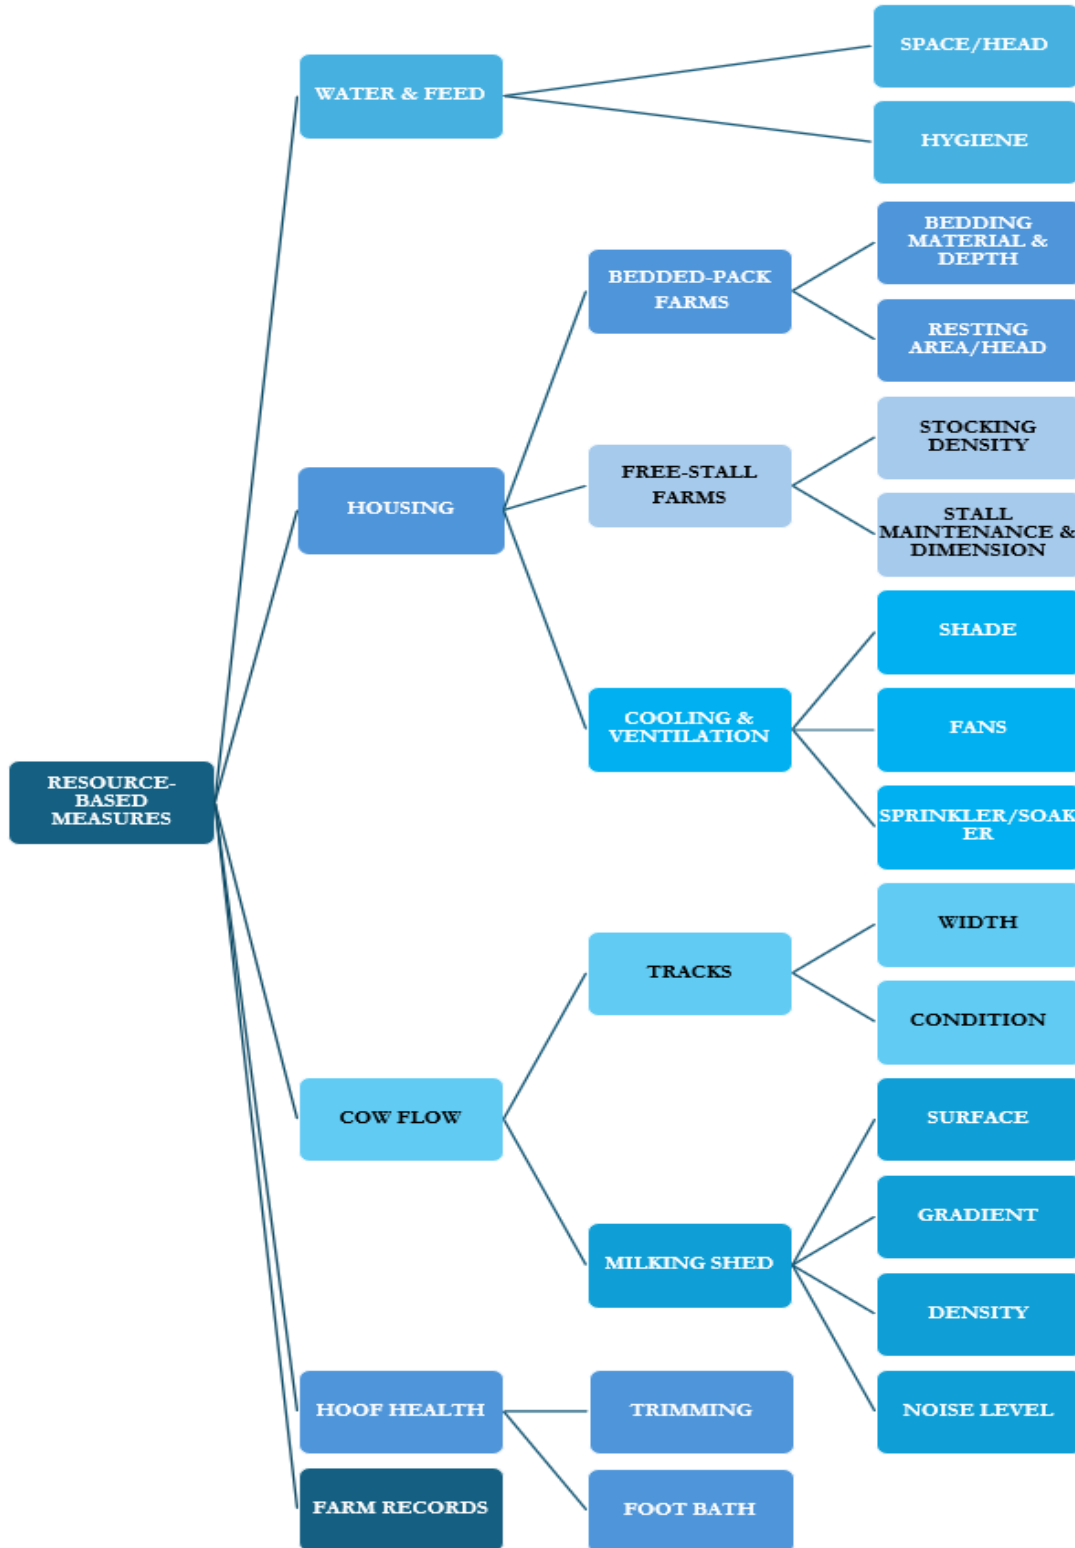 SPACE/HEAD
WATER & FEED
HYGIENE
BEDDING
MATERIAL &
DEPTH
BEDDED-PACK
FARMS
RESTING
AREA/HEAD
STOCKING
DENSITY
FREE-STALL
FARMS
HOUSING
STALL
MAINTENANCE &
DIMENSION
SHADE
COOLING &
VENTILATION
FANS
SPRINKLER/SOAK
ER
RESOURCE-
BASED
MEASURES
WIDTH
TRACKS
CONDITION
COW FLOW
SURFACE
GRADIENT
MILKING SHED
DENSITY
NOISE LEVEL
HOOF HEALTH
TRIMMING
FARM RECORDS
FOOT BATH